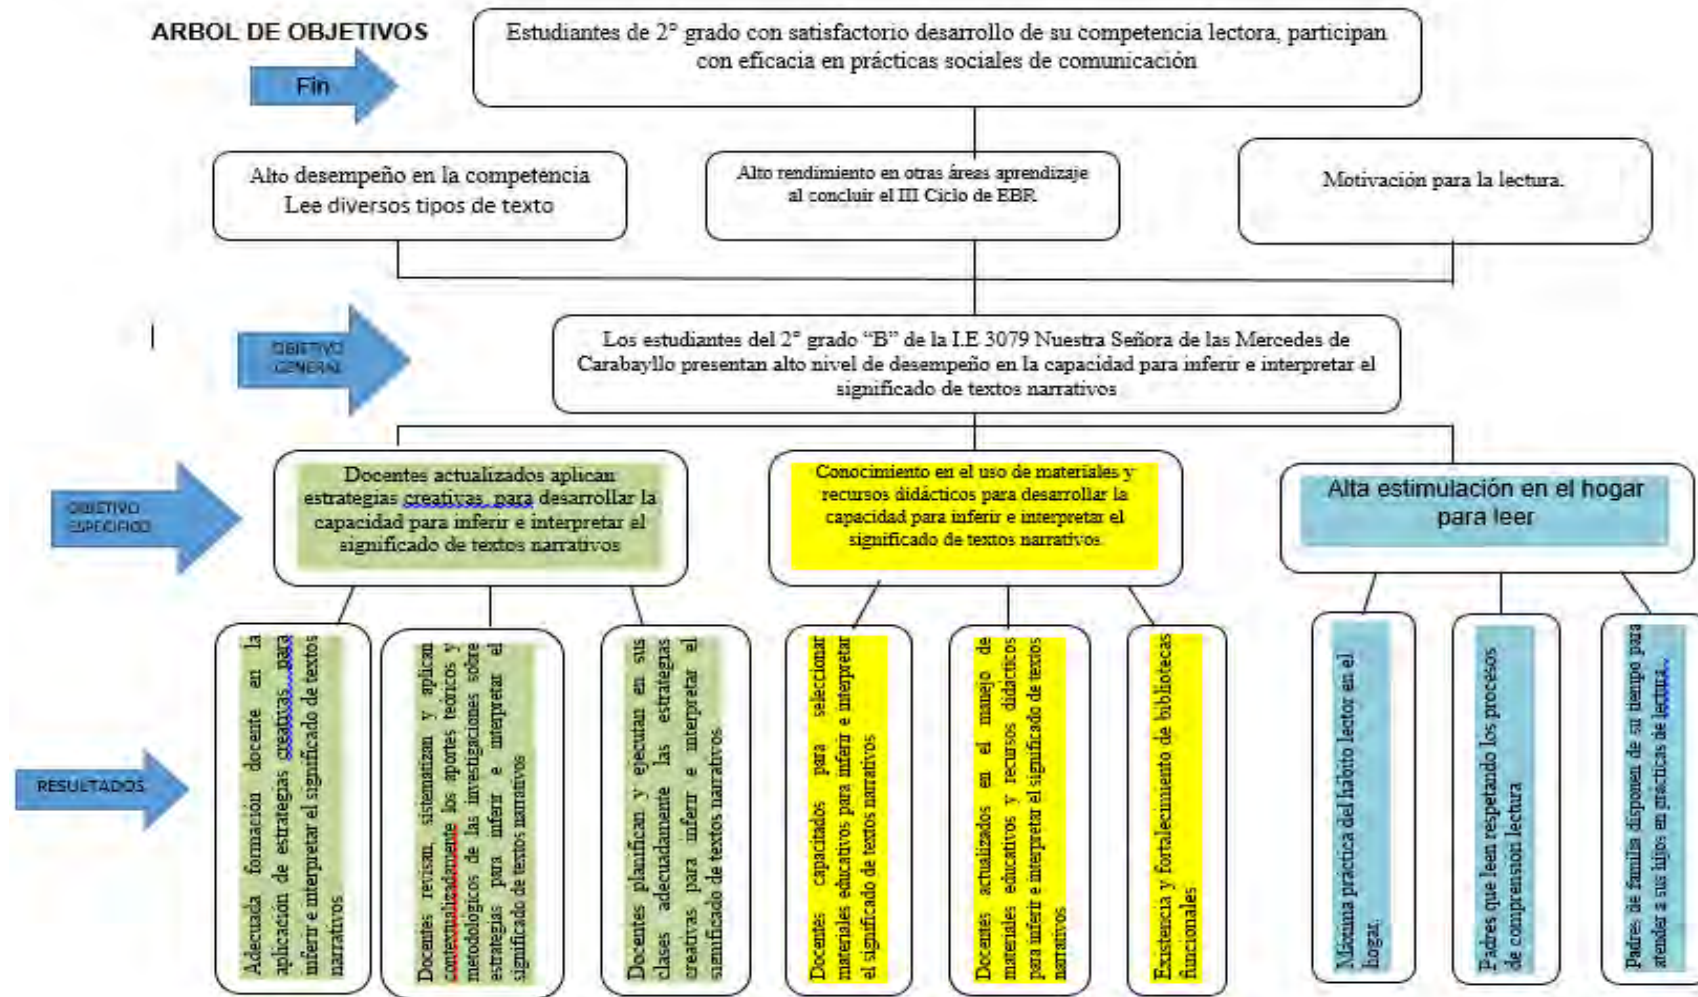 ARBOL DE OBJETIVOS
Fin
Estudiantes de 2° grado con satisfactorio desarrollo de su competencia lectora, participan
con eficacia en prácticas sociales de comunicación
Alto desempeño en la competencia
Lee diversos tipos de texto
Alto rendimiento en otras áreas aprendizaje
al concluir el III Ciclo de EBR
Motivación para la lectura.
OBJETIVO
GENERAL
Los estudiantes del 2° grado “B” de la I.E 3079 Nuestra Señora de las Mercedes de
Carabayllo presentan alto nivel de desempeño en la capacidad para inferir e interpretar el
significado de textos narrativos
OBJETIVO
ESPECIFICO
Docentes actualizados aplican
estrategias creativas para desarrollar la
capacidad para inferir e interpretar el
significado de textos narrativos
Conocimiento en el uso de materiales y
recursos didácticos para desarrollar la
capacidad para inferir e interpretar el
significado de textos narrativos
Alta estimulación en el hogar
para leer
RESULTADOS
Adecuada formación docente en la
aplicación de estrategias creativas para
inferir e interpretar el significado de textos
narrativos
Docentes revisan, sistematizan y aplican
contextualizadamente los aportes teóricos y
metodológicos de las investigaciones sobre
estrategias para inferir e interpretar el
significado de textos narrativos
Docentes planifican y ejecutan en sus
clases adecuadamente las estrategias
creativas para inferir e interpretar el
significado de textos narrativos
Docentes capacitados para seleccionar
materiales educativos para inferir e interpretar
el significado de textos narrativos
Docentes actualizados en el manejo de
materiales educativos y recursos didácticos
para inferir e interpretar el significado de textos
narrativos
Existencia y fortalecimiento de bibliotecas
funcionales
Máxima práctica del hábito lector en el
hogar.
Padres que leen respetando los procesos
de comprensión lectura
Padres de familia disponen de su tiempo para
atender a sus hijos en prácticas de lectura.